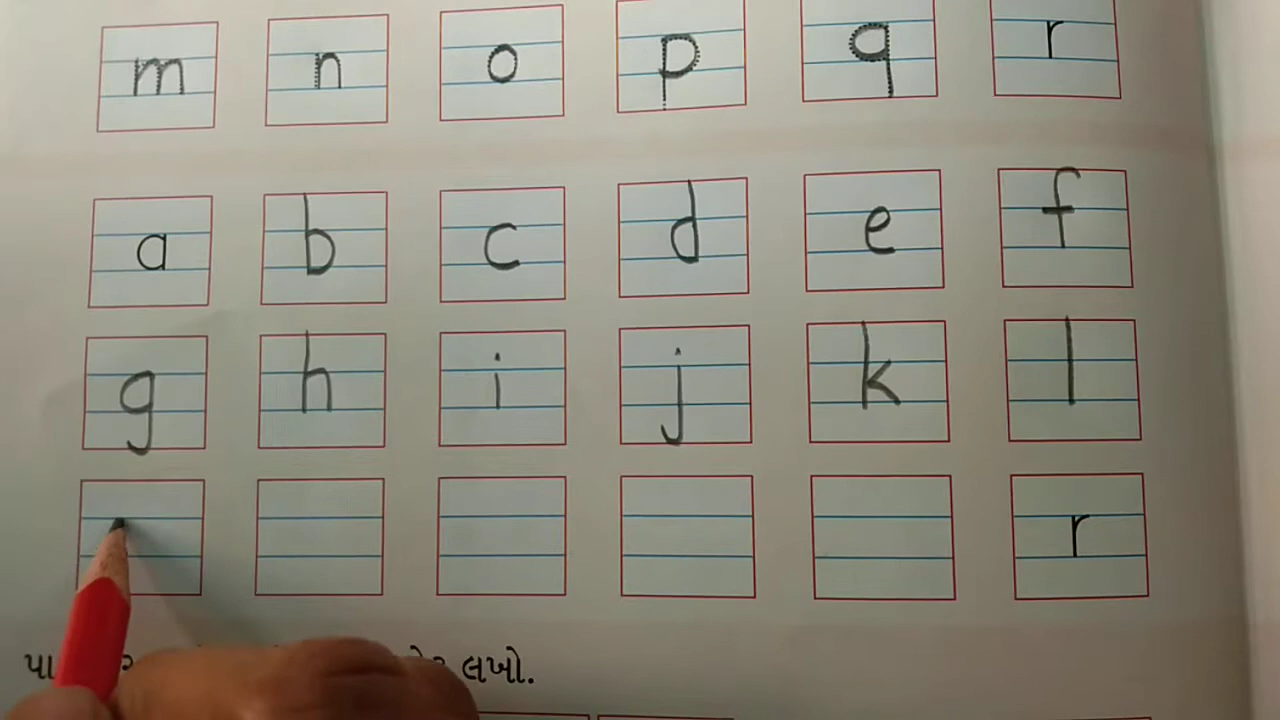 m n o p q r
a b c d e f
g h i j k l
r
લખો.